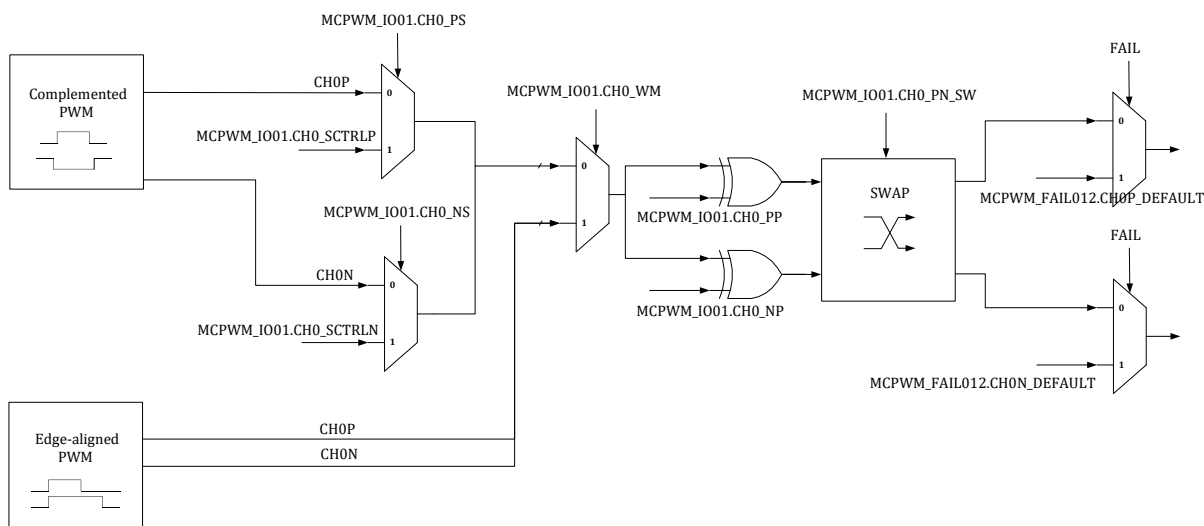 MCPWM_IO01.CH0_PS
FAIL
Complemented
PWM
CH0P
0
MCPWM_IO01.CH0_WM
MCPWM_IO01.CH0_PN_SW
0
MCPWM_IO01.CH0_SCTRLP
1
0
SWAP
1
MCPWM_FAIL012.CH0P_DEFAULT
MCPWM_IO01.CH0_NS
1
MCPWM_IO01.CH0_PP
FAIL
CH0N
0
MCPWM_IO01.CH0_NP
0
MCPWM_IO01.CH0_SCTRLN
1
1
MCPWM_FAIL012.CH0N_DEFAULT
Edge-aligned
PWM
CH0P
CH0N